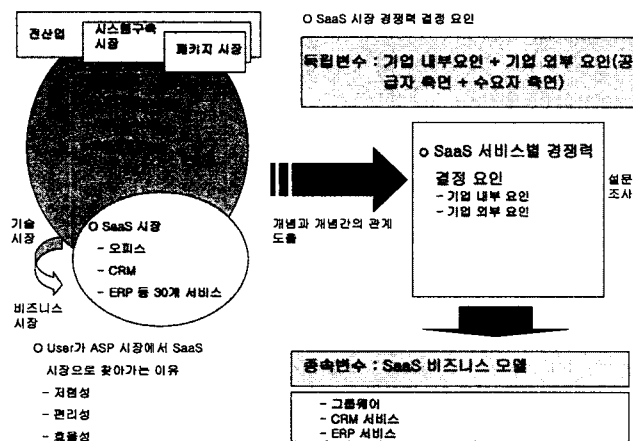 전산업
시스템구축
시장
패키지 시장
O SaaS 시장 경쟁력 결정 요인
독립변수 : 기업 내부요인 + 기업 외부 요인(공
급자 측면 + 수요자 측면)
o SaaS 서비스별 경쟁력
결정 요인
- 기업 내부 요인
- 기업 외부 요인
설문
조사
개념과 개념간의 관계
도출
기술
시장
O SaaS 시장
- 오피스
- CRM
- ERP 등 30개 서비스
비즈니스
시장
O User가 ASP 시장에서 SaaS
시장으로 찾아가는 이유
- 저렴성
- 편리성
- 효율성
종속변수 : SaaS 비즈니스 모델
- 그룹웨어
- CRM 서비스
- ERP 서비스